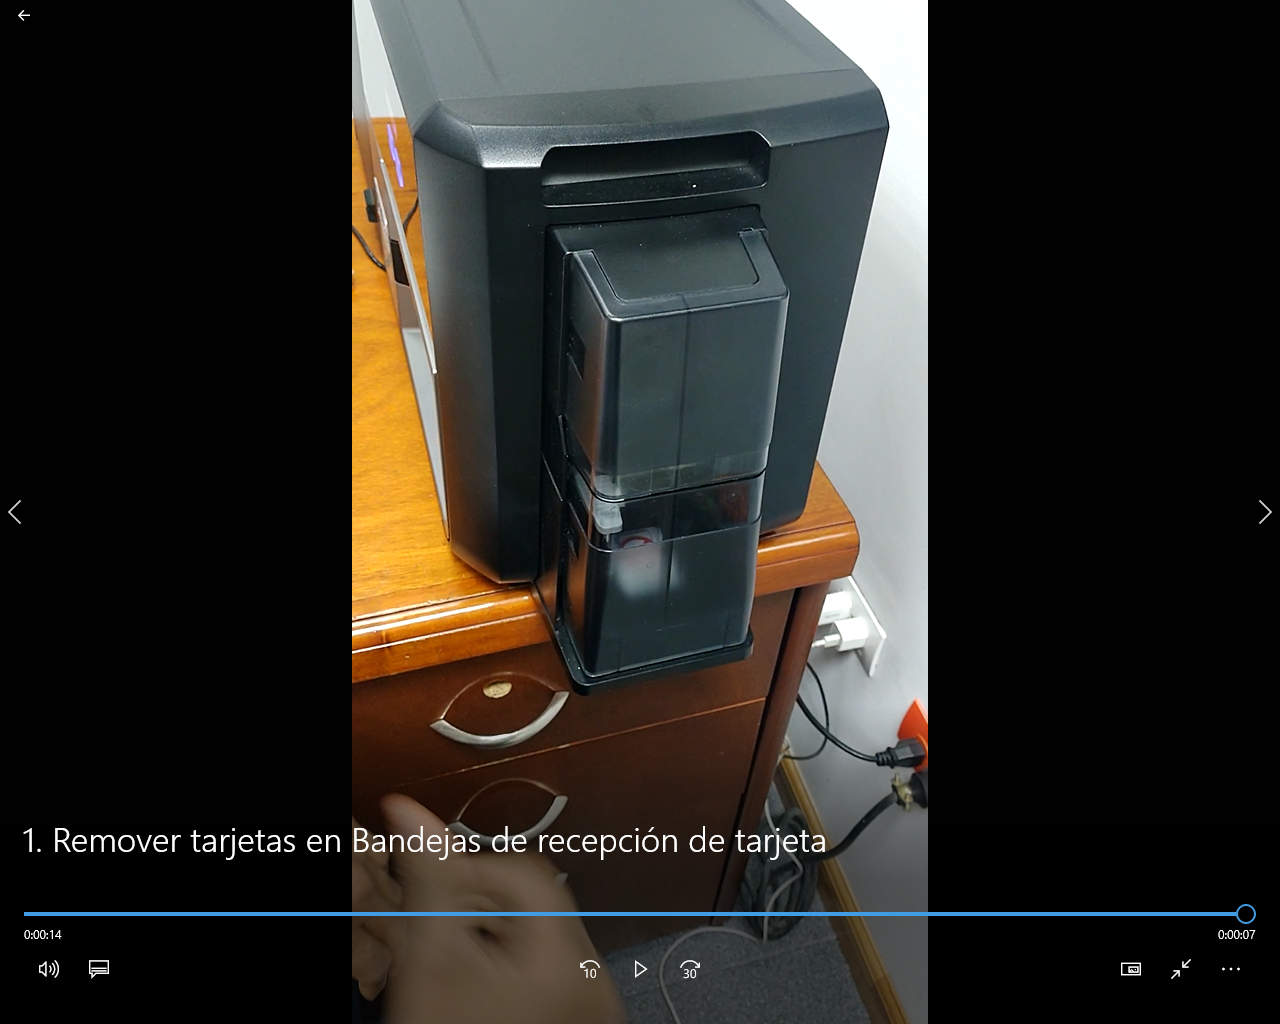 1. Remover tarjetas en Bandejas de recepción de tarjeta
0:00:14
0:00:07
10
30